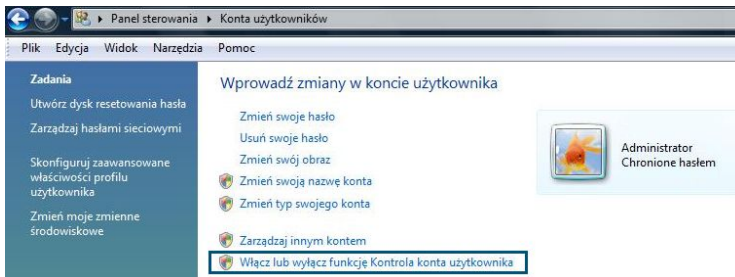 Panel sterowania ▸ Konta użytkowników
Plik Edycja Widok Narzędzia Pomoc
Zadania
Utwórz dysk resetowania hasła
Zarządzaj hasłami sieciowymi
Skonfiguruj zaawansowane
właściwości profilu
użytkownika
Zmień moje zmienne
środowiskowe
Wprowadź zmiany w koncie użytkownika
Zmień swoje hasło
Usuń swoje hasło
Zmień swój obraz
Zmień swoją nazwę konta
Zmień typ swojego konta
Zarządzaj innym kontem
Włącz lub wyłącz funkcję Kontrola konta użytkownika
Administrator
Chronione hasłem